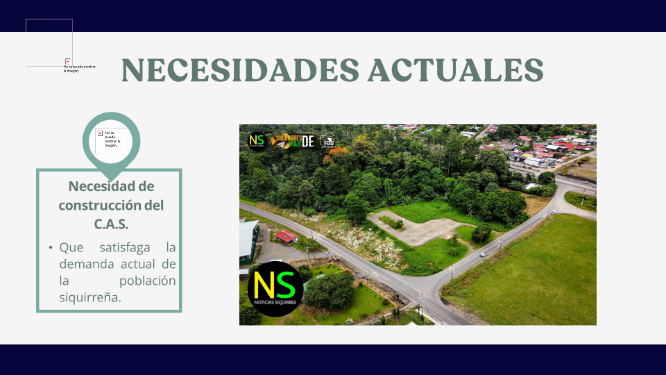 NECESIDADES ACTUALES
Necesidad de
construcción del
C.A.S.
• Que satisfaga la
demanda actual de
la población
siquirreña.
NS
DE
NS
NOTICIAS SIQUIRRES